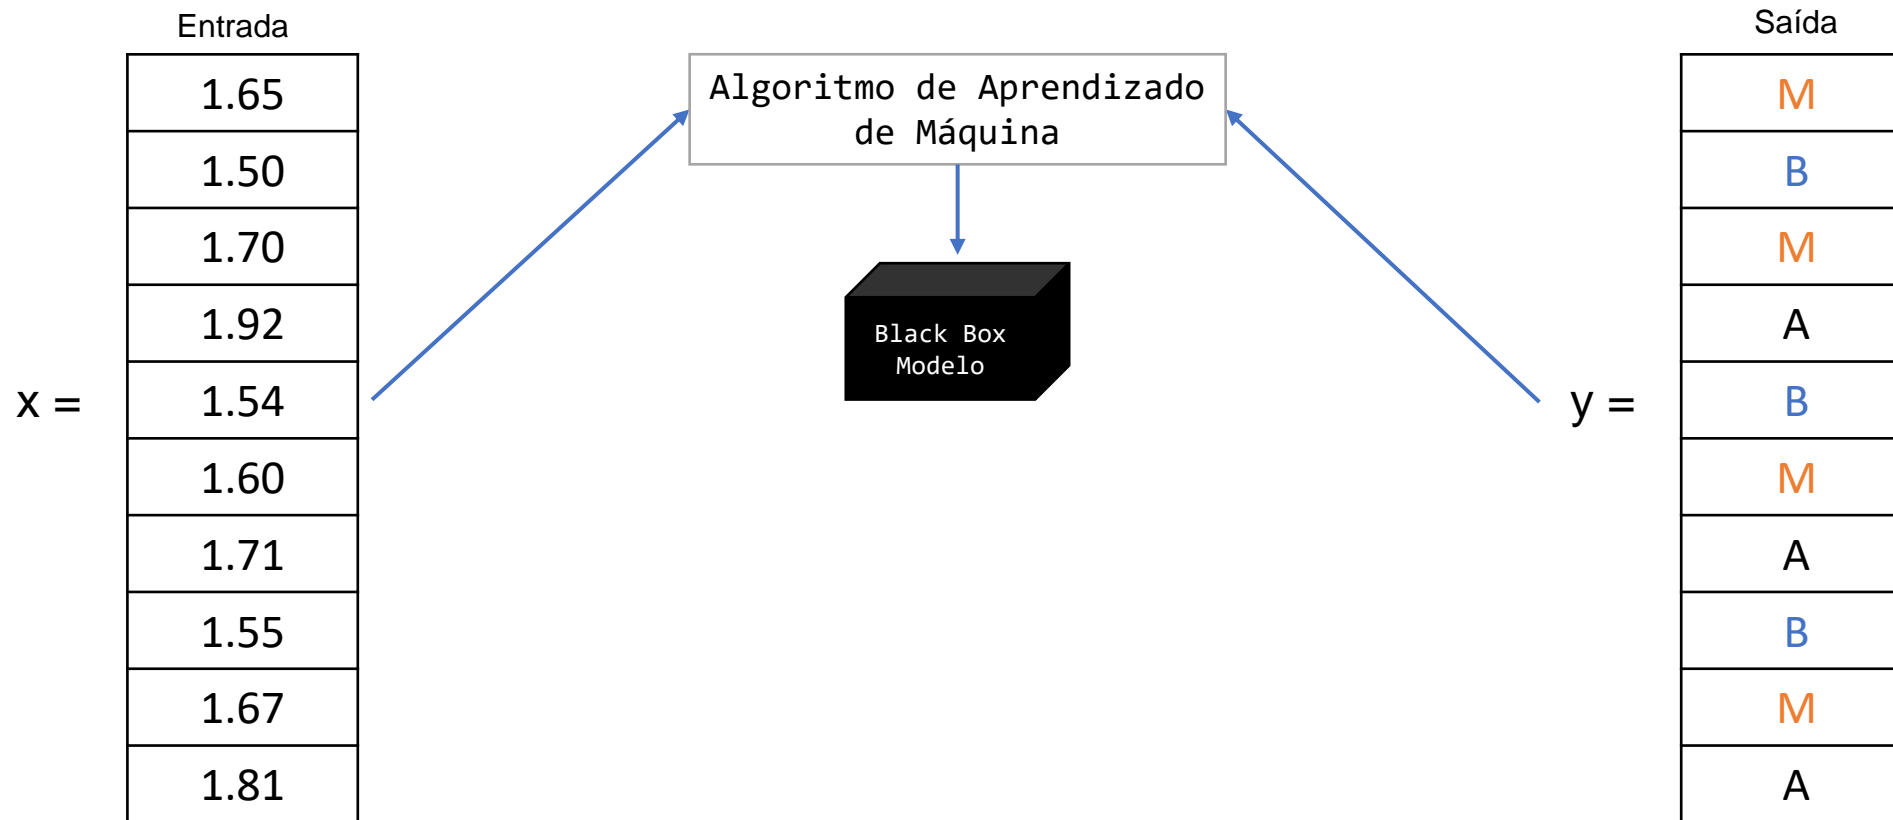 Entrada
Saída
Algoritmo de Aprendizado
de Máquina
Black Box
Modelo
x =
1.65
1.50
1.70
1.92
1.54
1.60
1.71
1.55
1.67
1.81
y =
M
B
M
A
B
M
A
B
M
A